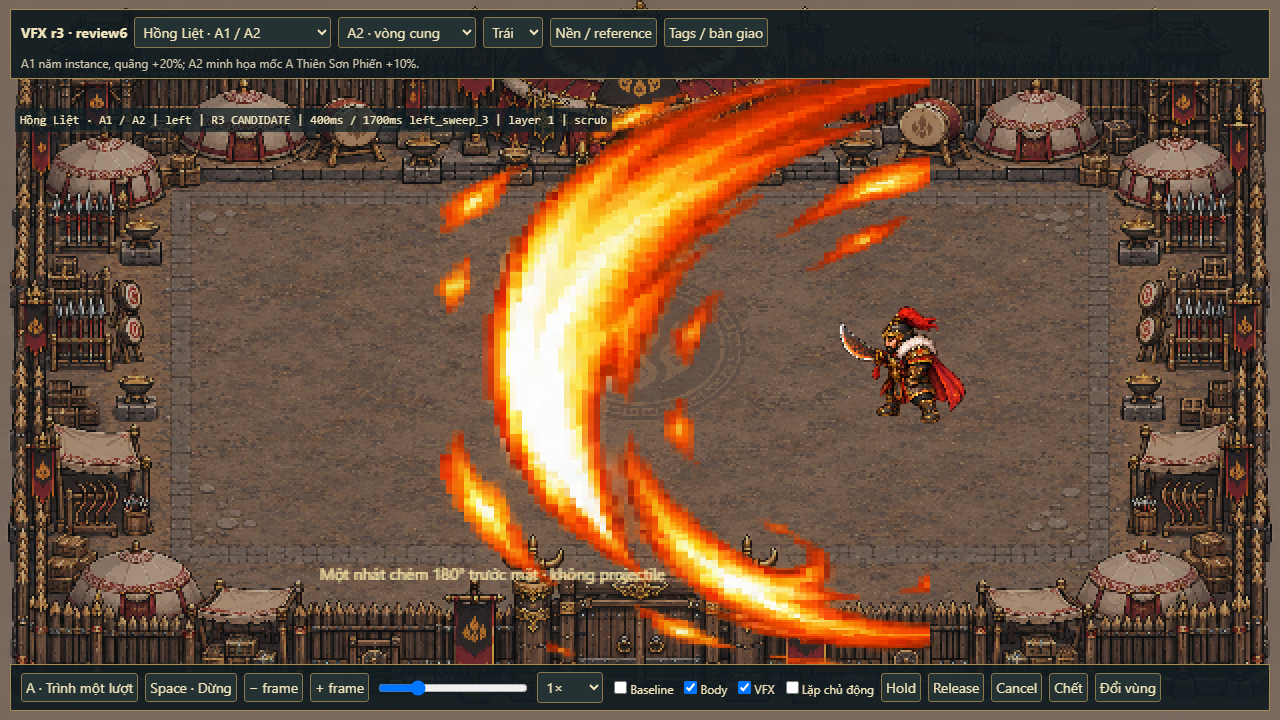 VFX r3 · review6
Hồng Liệt · A1 / A2
A2 · vòng cung
Trái
Nền / reference
Tags / bàn giao
A1 năm instance, quãng +20%; A2 minh họa mốc A Thiên Sơn Phiến +10%.
Hồng Liệt · A1 / A2 | left | R3 CANDIDATE | 400ms / 1700ms left_sweep_3 | layer 1 | scrub
Một nhát chém 180° trước mặt · không projectile
A · Trình một lượt
Space · Dừng
− frame
+ frame
1×
Baseline
Body
VFX
Lặp chủ động
Hold
Release
Cancel
Chết
Đổi vùng